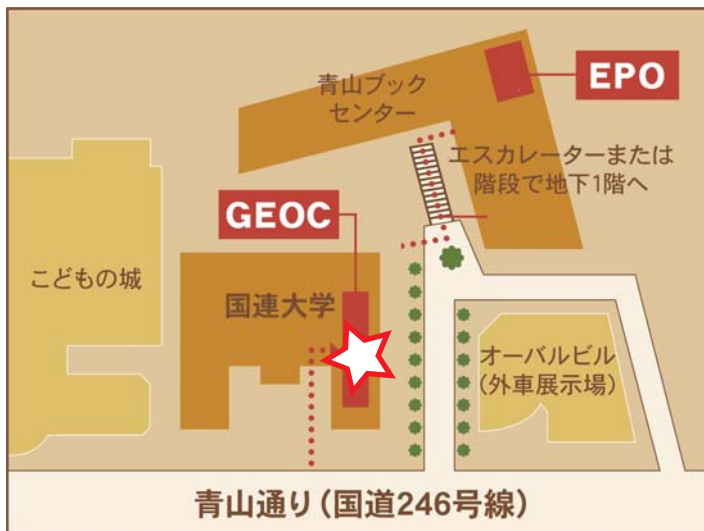 青山ブック
センター
EPO
エスカレーターまたは
階段で地下1階へ
GEOC
こどもの城
国連大学
オーバルビル
(外車展示場)
青山通り(国道246号線)